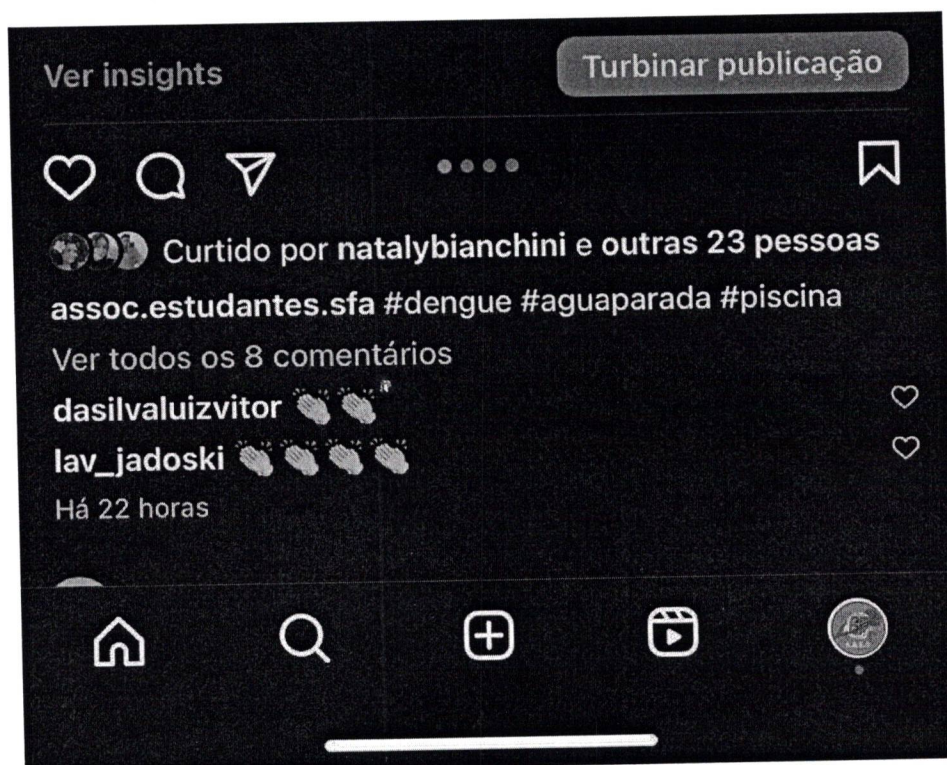 Ver insights
Turbinar publicação
Curtido por natalybianchini e outras 23 pessoas
assoc.estudantes.sfa #dengue #aguaparada #piscina
Ver todos os 8 comentários
dasilvaluizvitor 👏👏
lav_jadoski 👏👏👏👏
Há 22 horas